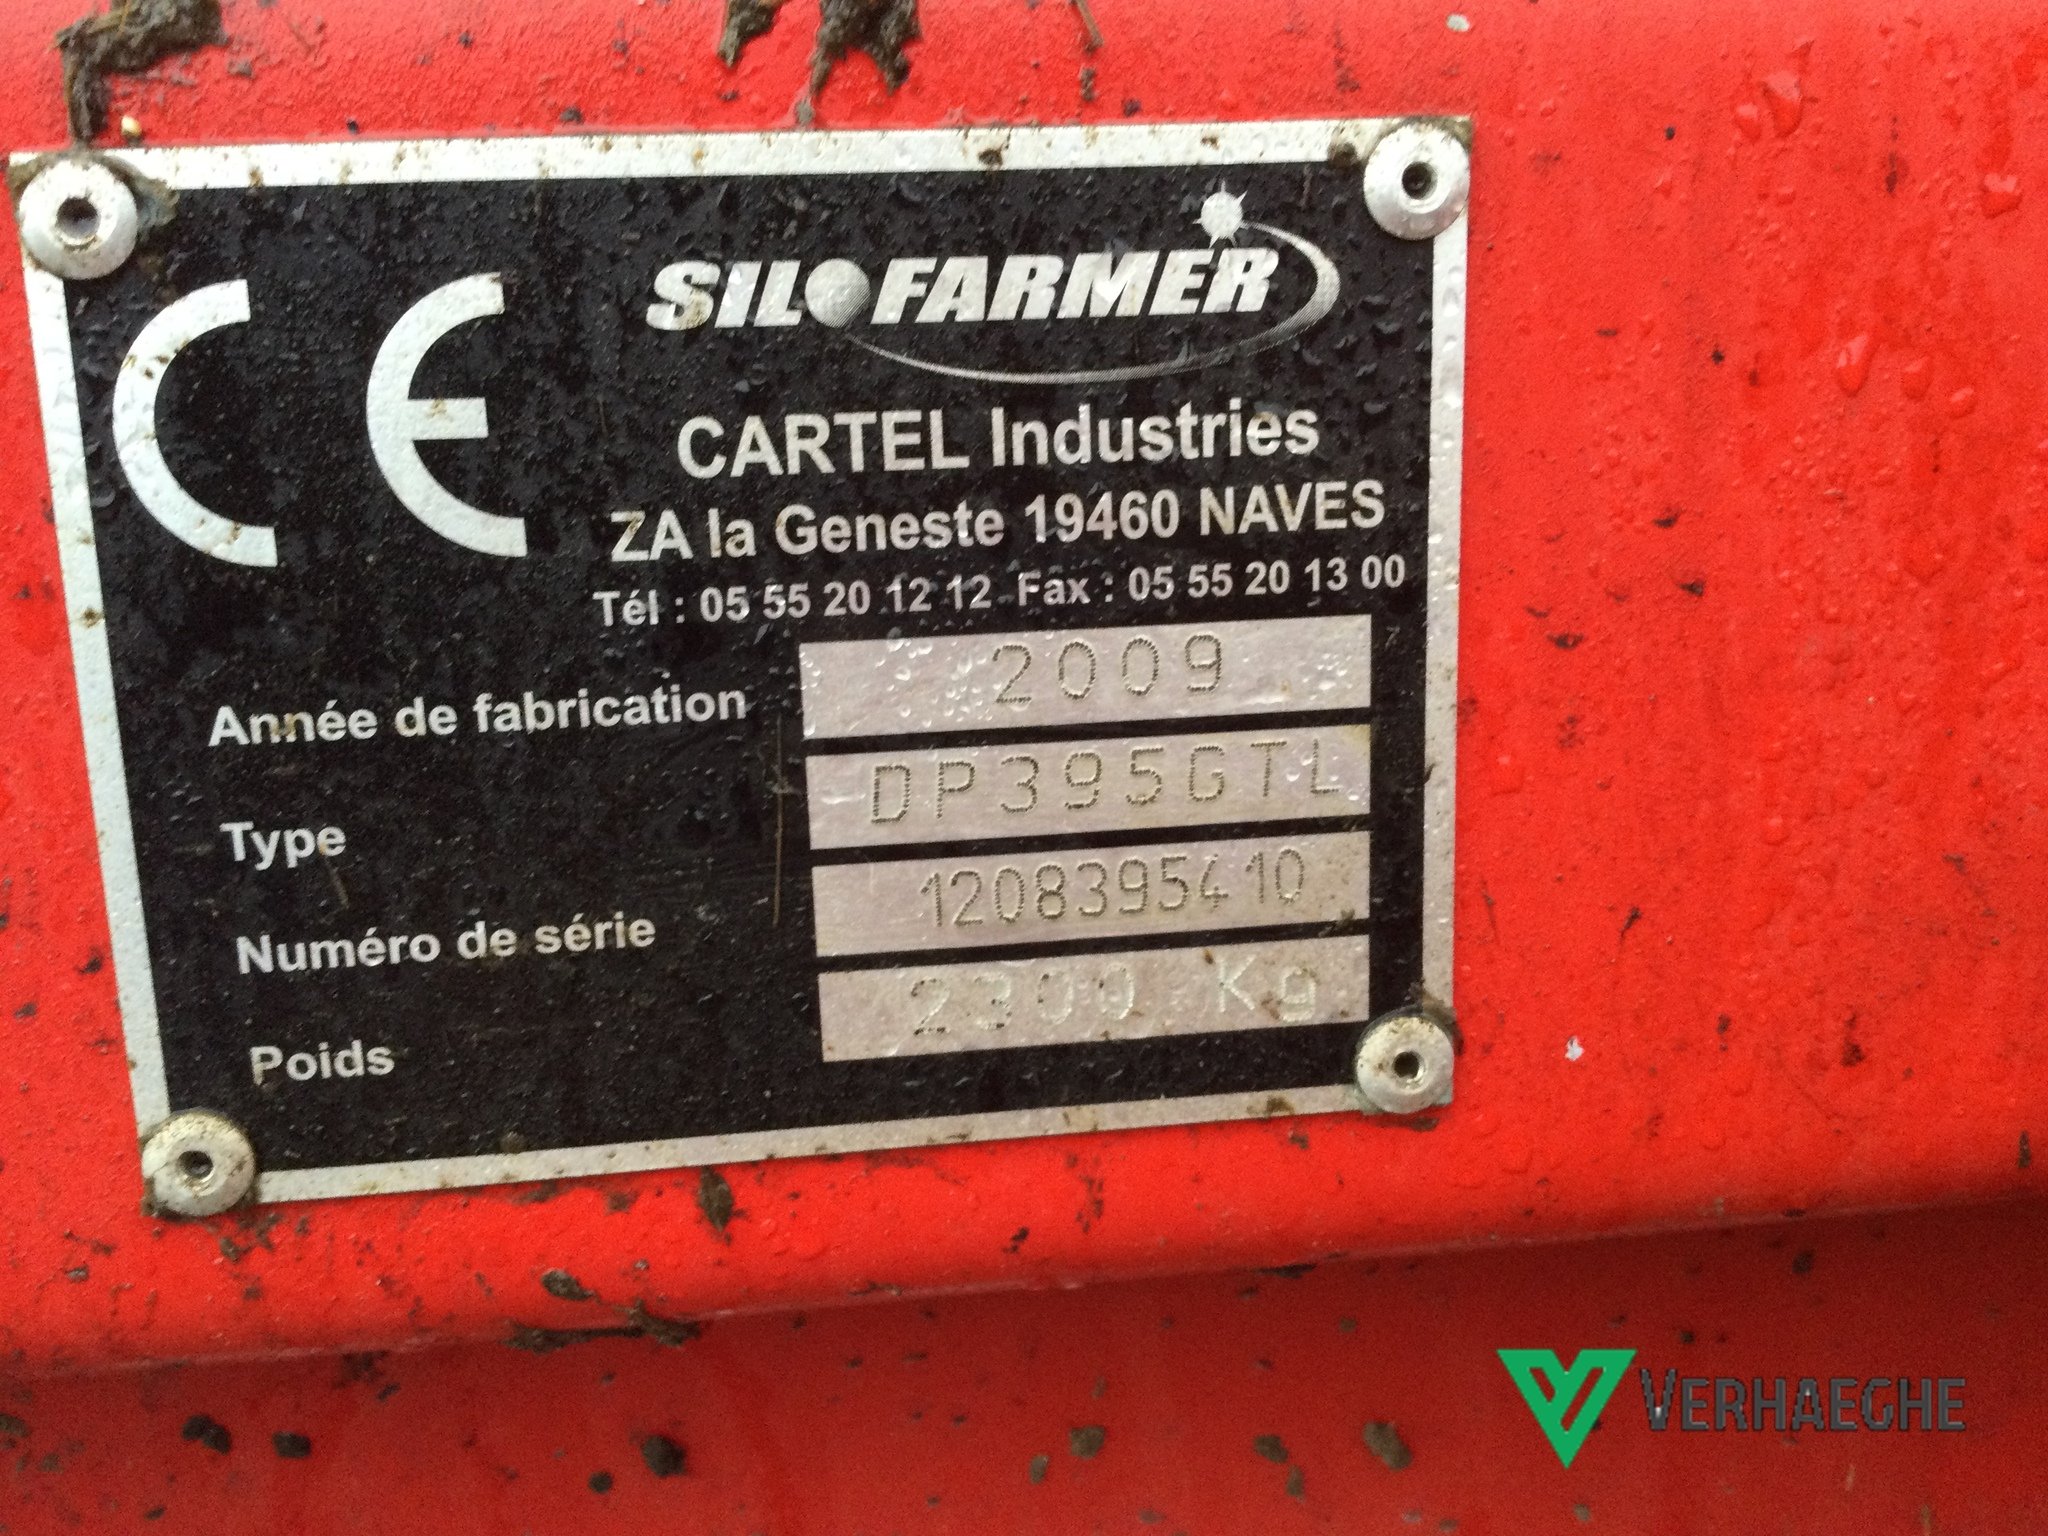 CE
SILOFARMER
CARTEL Industries
ZA la Geneste 19460 NAVES
Tél : 05 55 20 12 12 Fax : 05 55 20 13 00
Année de fabrication 2009
Type DP395GTL
Numéro de série 1208395410
Poids 2300 Kg
VERHAEGHE